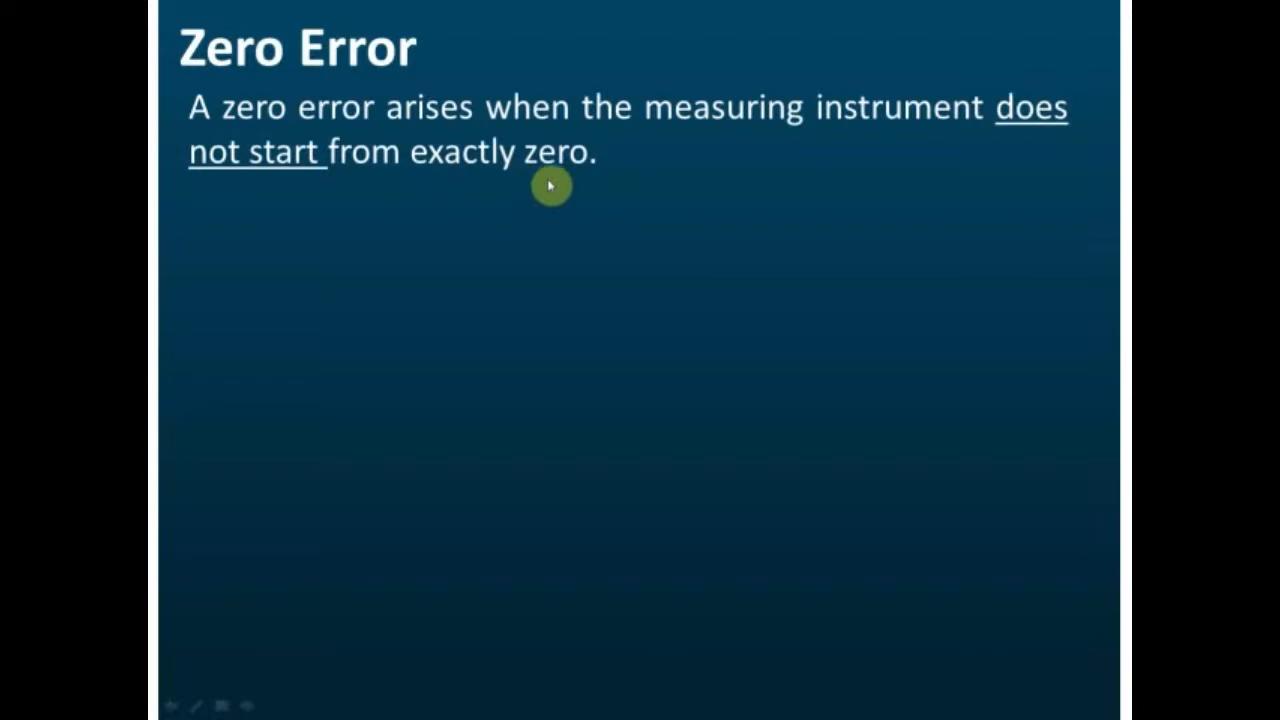 Zero Error
A zero error arises when the measuring instrument does
not start from exactly zero.